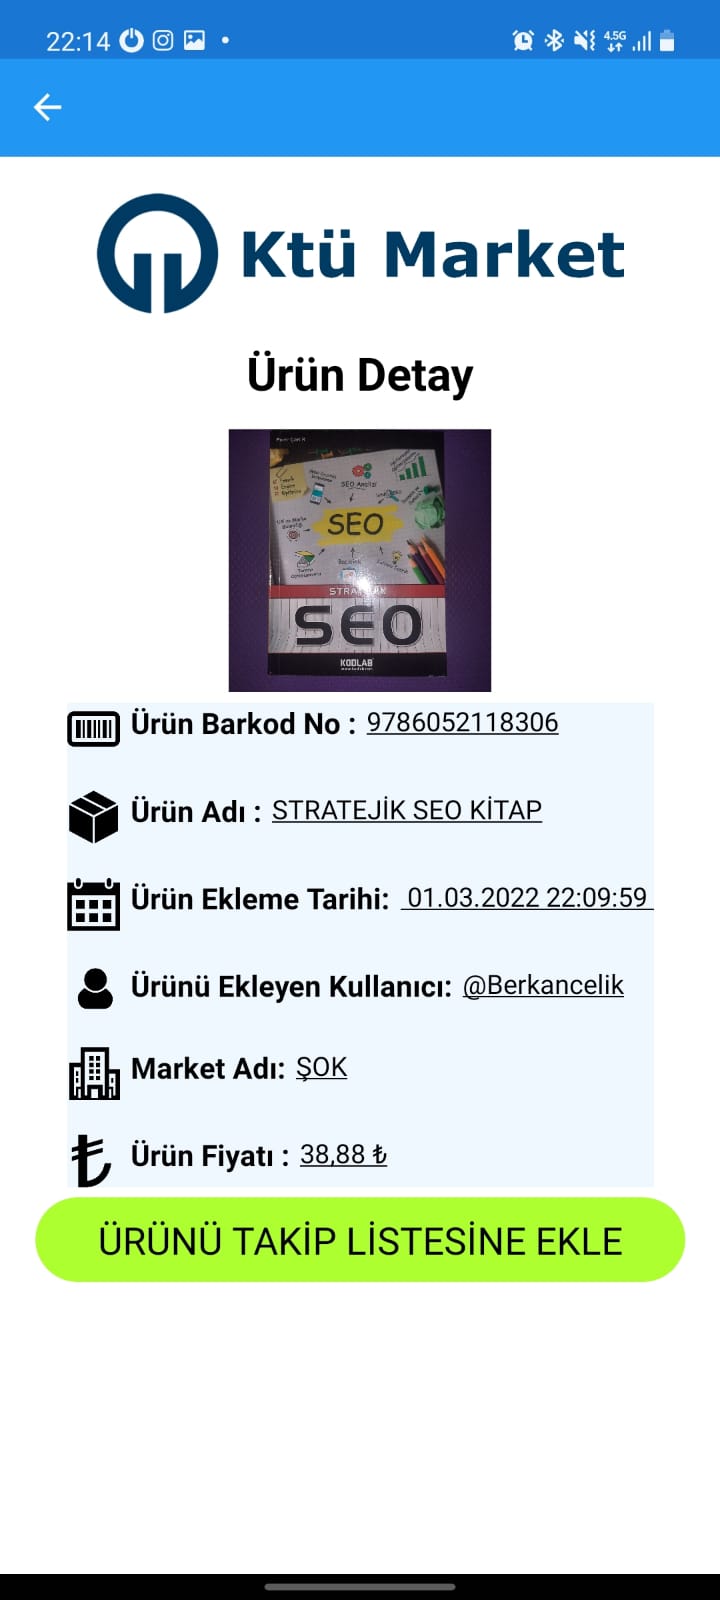 22:14
4.5G
Ktü Market
Ürün Detay
SEO Analizi
SEO
SEO
KODLAB
Ürün Barkod No : 9786052118306
Ürün Adı : STRATEJİK SEO KİTAP
Ürün Ekleme Tarihi: 01.03.2022 22:09:59
Ürünü Ekleyen Kullanıcı: @Berkancelik
Market Adı: ŞOK
Ürün Fiyatı : 38,88 ₺
ÜRÜNÜ TAKİP LİSTESİNE EKLE